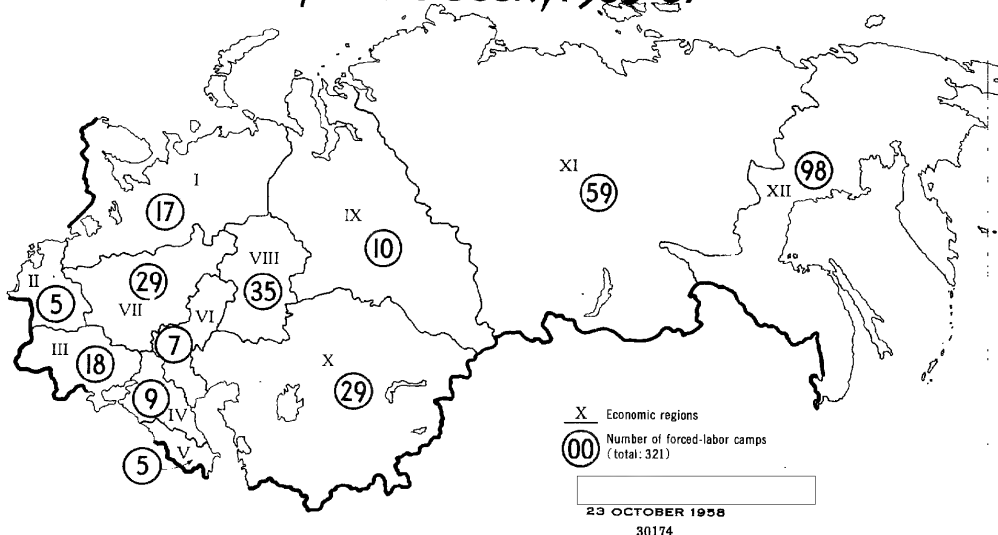 I
17
II
5
III
18
29
VII
VI
VIII
35
7
9
IV
V
5
IX
10
X
29
XI
59
XII
98
X Economic regions
00 Number of forced-labor camps
(total: 321)
23 OCTOBER 1958
30174